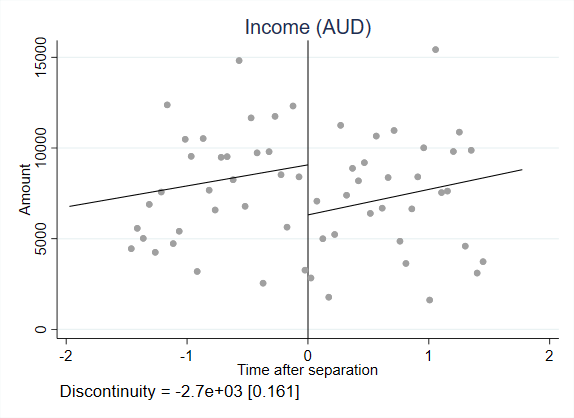 Income (AUD)
15000
10000
5000
0
Amount
-2 -1 0 1 2
Time after separation
Discontinuity = -2.7e+03 [0.161]